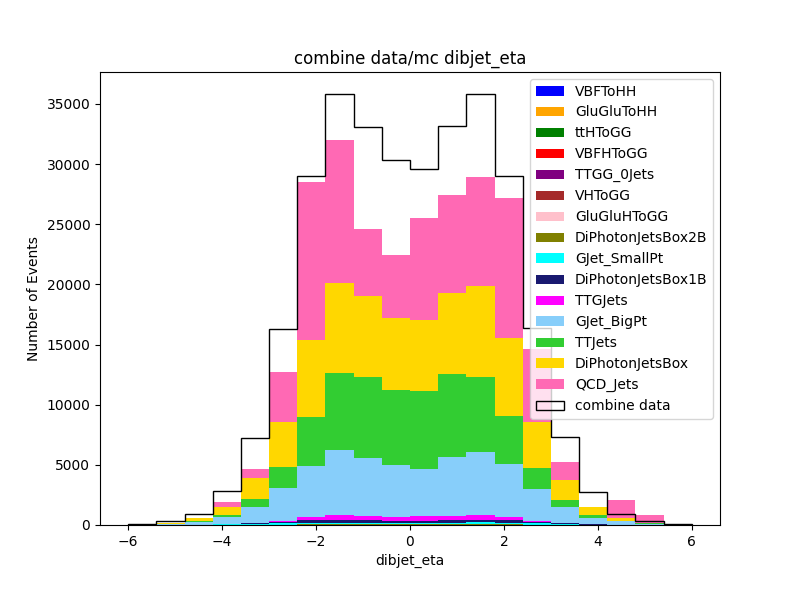 combine data/mc dibjet_eta
35000
30000
25000
20000
15000
10000
5000
0
Number of Events
−6
−4
−2
0
2
4
6
dibjet_eta
VBFToHH
GluGluToHH
ttHToGG
VBFHToGG
TTGG_0Jets
VHToGG
GluGluHToGG
DiPhotonJetsBox2B
GJet_SmallPt
DiPhotonJetsBox1B
TTGJets
GJet_BigPt
TTJets
DiPhotonJetsBox
QCD_Jets
combine data